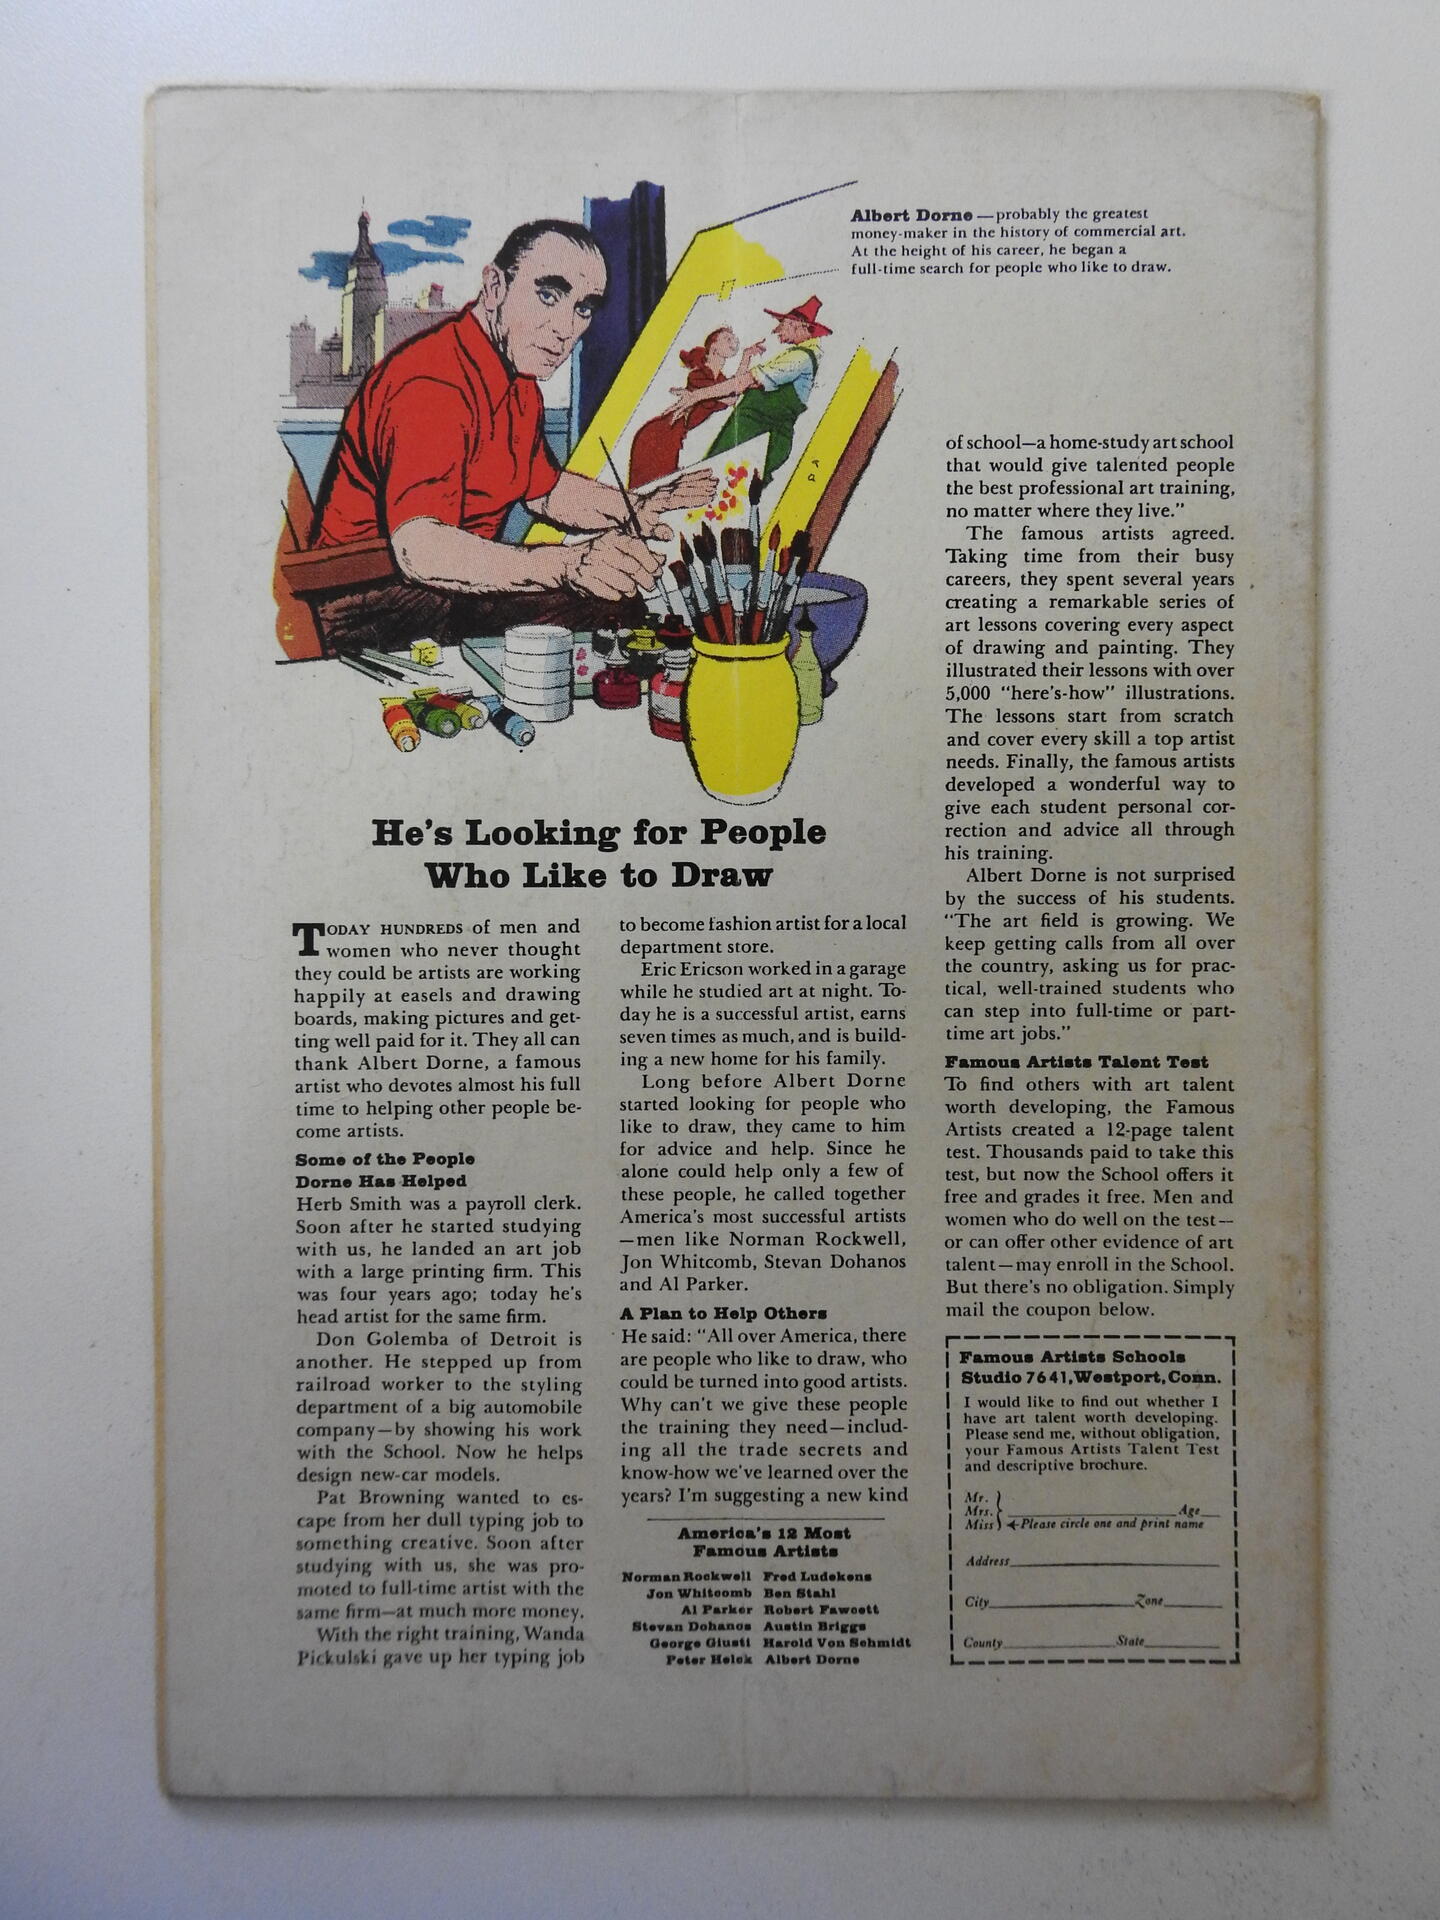 Albert Dorne—probably the greatest
money-maker in the history of commercial art.
At the height of his career, he began a
full-time search for people who like to draw.
He's Looking for People
Who Like to Draw
TODAY HUNDREDS of men and
women who never thought
they could be artists are working
happily at easels and drawing
boards, making pictures and get-
ting well paid for it. They all can
thank Albert Dorne, a famous
artist who devotes almost his full
time to helping other people be-
come artists.
Some of the People
Dorne Has Helped
Herb Smith was a payroll clerk.
Soon after he started studying
with us, he landed an art job
with a large printing firm. This
was four years ago; today he's
head artist for the same firm.
Don Golemba of Detroit is
another. He stepped up from
railroad worker to the styling
department of a big automobile
company—by showing his work
with the School. Now he helps
design new-car models.
Pat Browning wanted to es-
cape from her dull typing job to
something creative. Soon after
studying with us, she was pro-
moted to full-time artist with the
same firm—at much more money.
With the right training, Wanda
Pickulski gave up her typing job
to become fashion artist for a local
department store.
Eric Ericson worked in a garage
while he studied art at night. To-
day he is a successful artist, earns
seven times as much, and is build-
ing a new home for his family.
Long before Albert Dorne
started looking for people who
like to draw, they came to him
for advice and help. Since he
alone could help only a few of
these people, he called together
America's most successful artists
—men like Norman Rockwell,
Jon Whitcomb, Stevan Dohanos
and Al Parker.
A Plan to Help Others
He said: "All over America, there
are people who like to draw, who
could be turned into good artists.
Why can't we give these people
the training they need—includ-
ing all the trade secrets and
know-how we've learned over the
years? I'm suggesting a new kind
America's 12 Most
Famous Artists
Norman Rockwell Fred Ludekens
Jon Whitcomb Ben Stahl
Al Parker Robert Fawcett
Stevan Dohanos Austin Briggs
George Giusti Harold Von Schmidt
Peter Helck Albert Dorne
of school—a home-study art school
that would give talented people
the best professional art training,
no matter where they live."
The famous artists agreed.
Taking time from their busy
careers, they spent several years
creating a remarkable series of
art lessons covering every aspect
of drawing and painting. They
illustrated their lessons with over
5,000 "here's-how" illustrations.
The lessons start from scratch
and cover every skill a top artist
needs. Finally, the famous artists
developed a wonderful way to
give each student personal cor-
rection and advice all through
his training.
Albert Dorne is not surprised
by the success of his students.
"The art field is growing. We
keep getting calls from all over
the country, asking us for prac-
tical, well-trained students who
can step into full-time or part-
time art jobs."
Famous Artists Talent Test
To find others with art talent
worth developing, the Famous
Artists created a 12-page talent
test. Thousands paid to take this
test, but now the School offers it
free and grades it free. Men and
women who do well on the test—
or can offer other evidence of art
talent—may enroll in the School.
But there's no obligation. Simply
mail the coupon below.
Famous Artists Schools
Studio 7641, Westport, Conn.
I would like to find out whether I
have art talent worth developing.
Please send me, without obligation,
your Famous Artists Talent Test
and descriptive brochure.
Mr.
Mrs. Age
Miss Please circle one and print name
Address
City Zone
County State